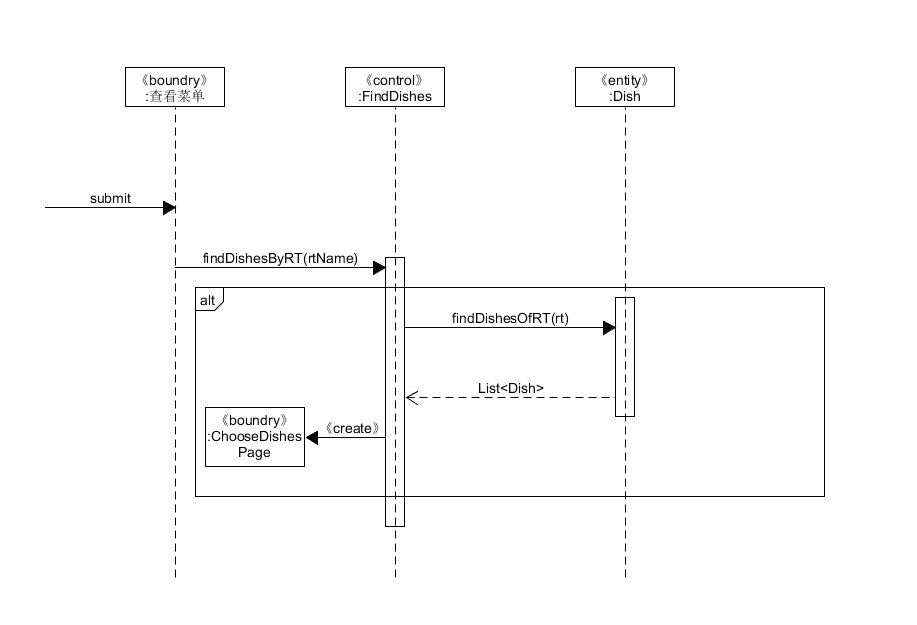 《boundry》
:查看菜单
《control》
:FindDishes
《entity》
:Dish
submit
findDishesByRT(rtName)
alt
findDishesOfRT(rt)
List<Dish>
《boundry》
:ChooseDishes
Page
《create》